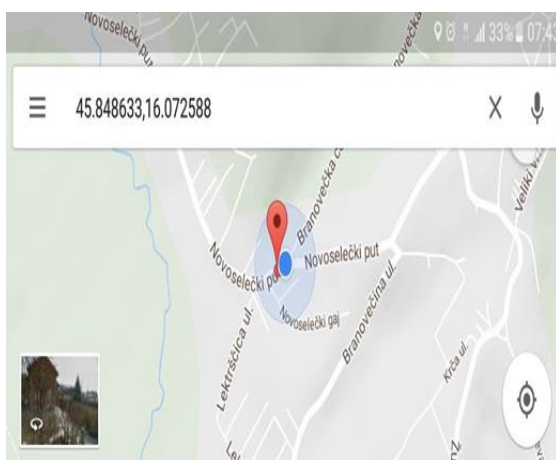 33% 07:43
45.848633,16.072588
Novoselečki put
Branovečka
Veliki
Novoselečki put
Novoselečki put
Novoselečki gaj
Lektrščica ul.
Branovečina ul.
Krča ul.